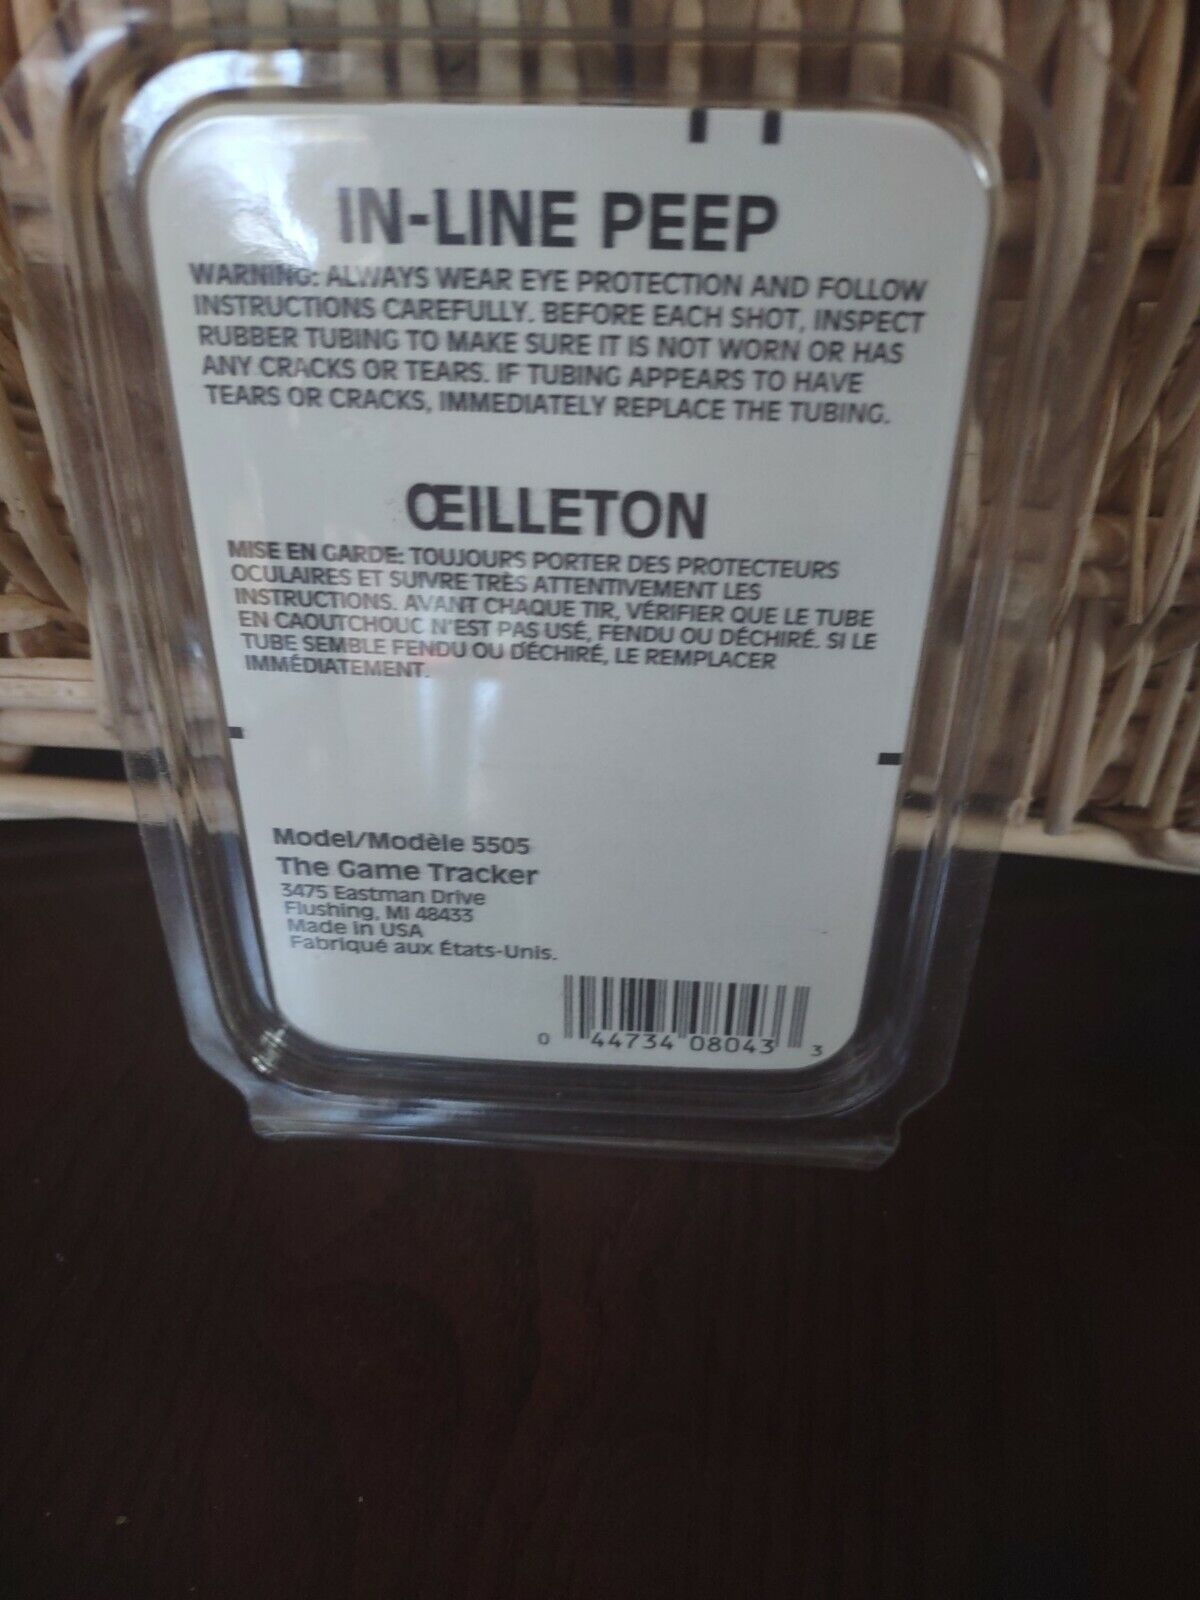 IN-LINE PEEP
WARNING: ALWAYS WEAR EYE PROTECTION AND FOLLOW
INSTRUCTIONS CAREFULLY. BEFORE EACH SHOT, INSPECT
RUBBER TUBING TO MAKE SURE IT IS NOT WORN OR HAS
ANY CRACKS OR TEARS. IF TUBING APPEARS TO HAVE
TEARS OR CRACKS, IMMEDIATELY REPLACE THE TUBING.
ŒILLETON
MISE EN GARDE: TOUJOURS PORTER DES PROTECTEURS
OCULAIRES ET SUIVRE TRÈS ATTENTIVEMENT LES
INSTRUCTIONS. AVANT CHAQUE TIR, VÉRIFIER QUE LE TUBE
EN CAOUTCHOUC N'EST PAS USÉ, FENDU OU DÉCHIRÉ. SI LE
TUBE SEMBLE FENDU OU DÉCHIRÉ, LE REMPLACER
IMMÉDIATEMENT.
Model/Modèle 5505
The Game Tracker
3475 Eastman Drive
Flushing, MI 48433
Made in USA
Fabriqué aux États-Unis.
0 44734 08043 3